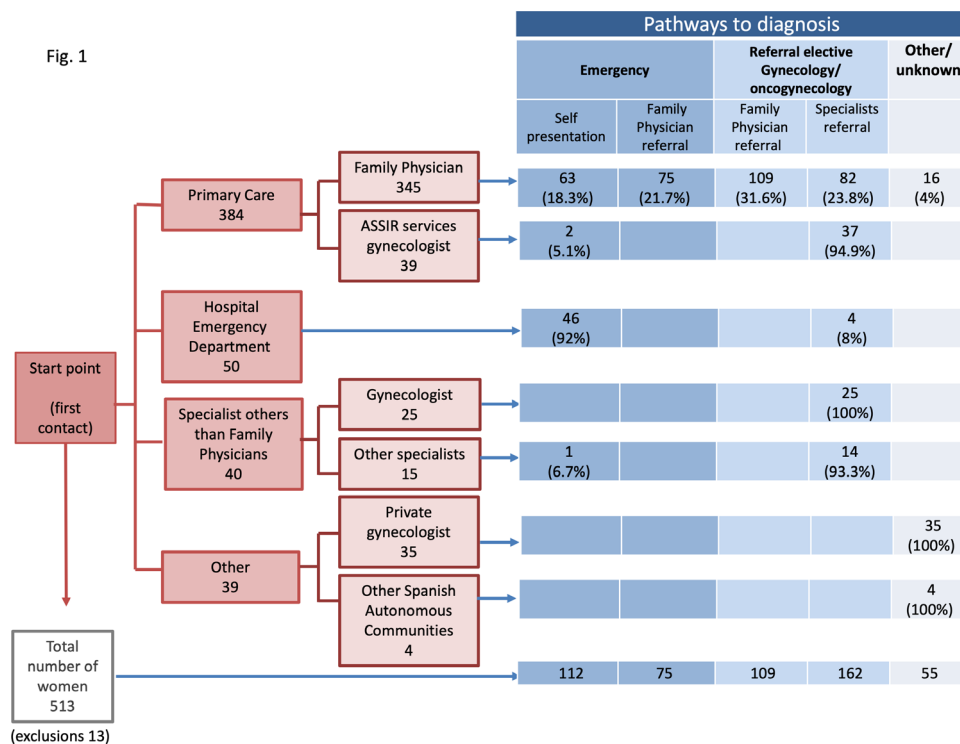 Fig. 1
Pathways to diagnosis
Emergency
Referral elective
Gynecology/
oncogynecology
Other/
unknown
Self
presentation
Family
Physician
referral
Family
Physician
referral
Specialists
referral
Start point
(first
contact)
Primary Care
384
Family Physician
345
63
(18.3%)
75
(21.7%)
109
(31.6%)
82
(23.8%)
16
(4%)
ASSIR services
gynecologist
39
2
(5.1%)
37
(94.9%)
Hospital
Emergency
Department
50
46
(92%)
4
(8%)
Specialist others
than Family
Physicians
40
Gynecologist
25
25
(100%)
Other specialists
15
1
(6.7%)
14
(93.3%)
Other
39
Private
gynecologist
35
35
(100%)
Other Spanish
Autonomous
Communities
4
4
(100%)
Total
number of
women
513
112
75
109
162
55
(exclusions 13)